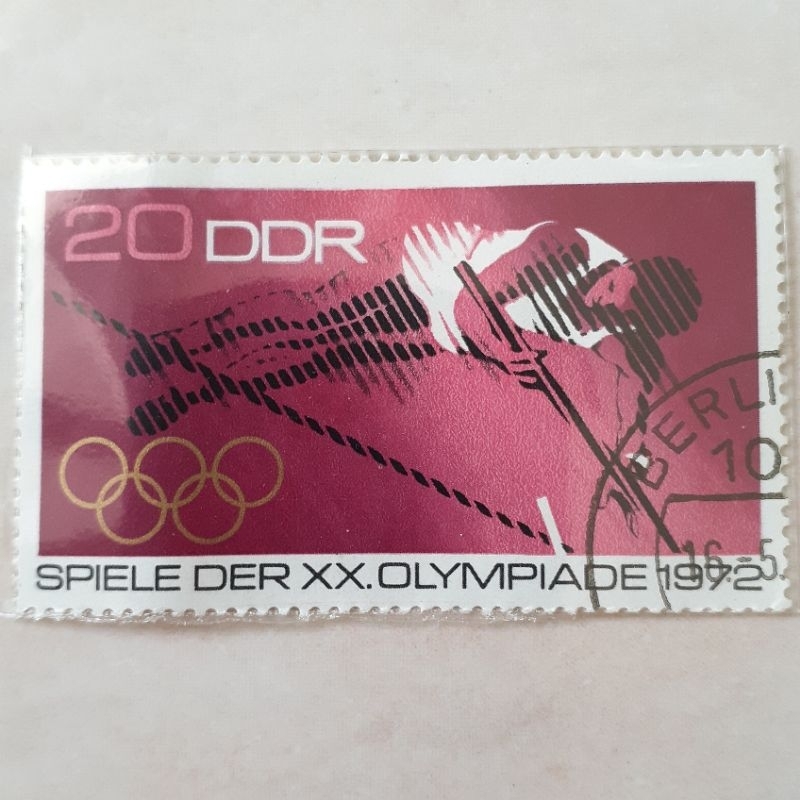 20 DDR
BERLI
10
16.-5.
SPIELE DER XX. OLYMPIADE 1972